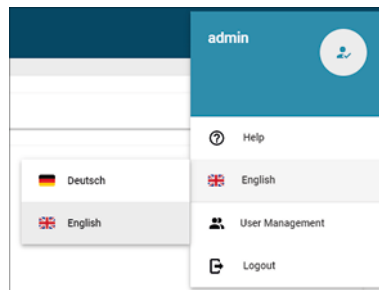 admin
Help
English
User Management
Logout
Deutsch
English